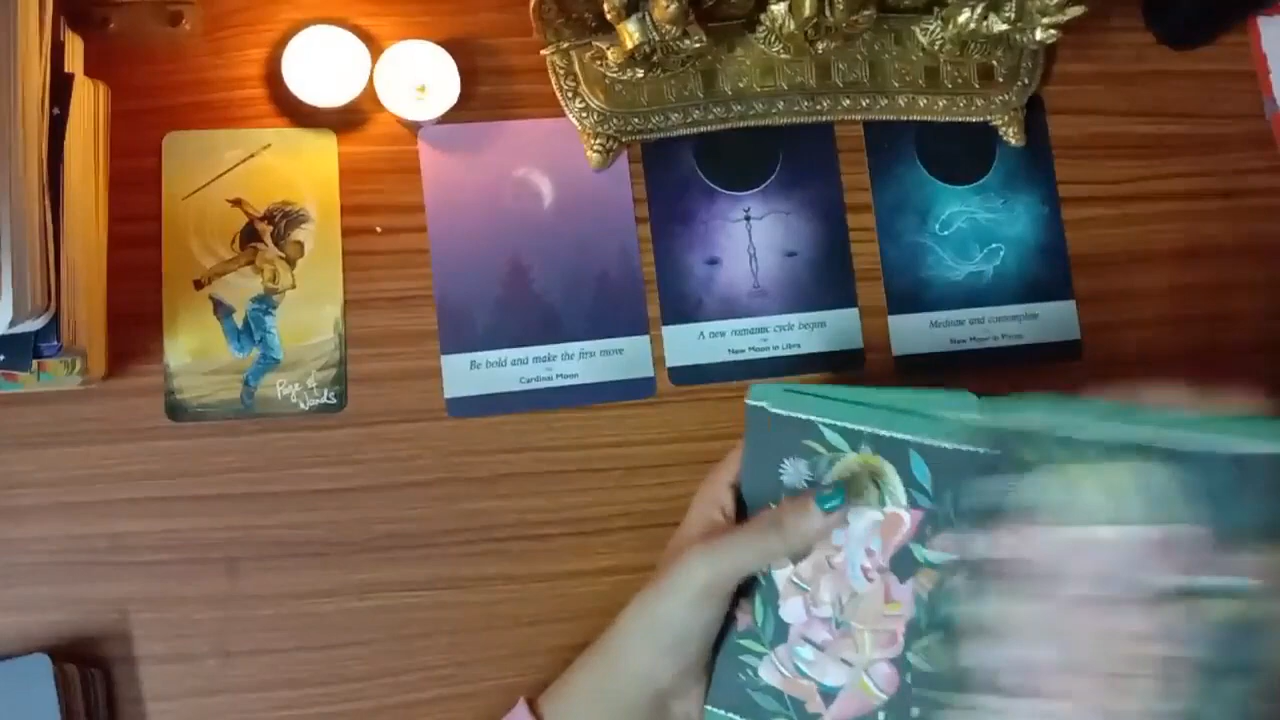 Page of
Wands
Be bold and make the first move
Cardinal Moon
A new romantic cycle begins
New Moon in Libra
Meditate and contemplate
New Moon in Pisces